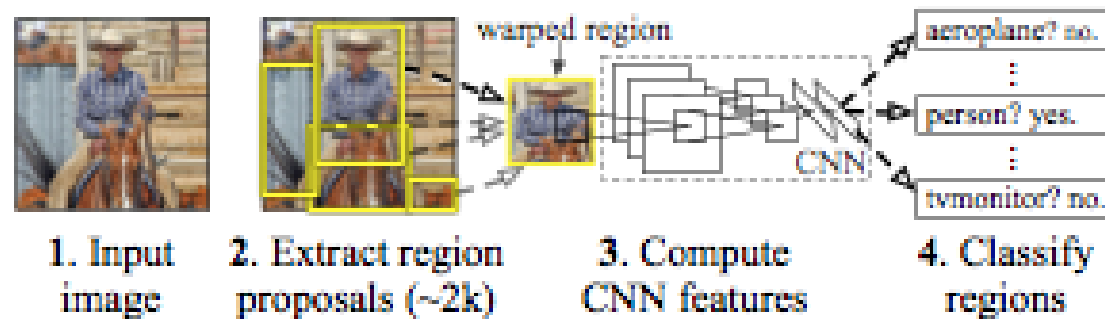 warped region
aeroplane? no.
person? yes.
CNN
tvmonitor? no.
1. Input
image
2. Extract region
proposals (~2k)
3. Compute
CNN features
4. Classify
regions